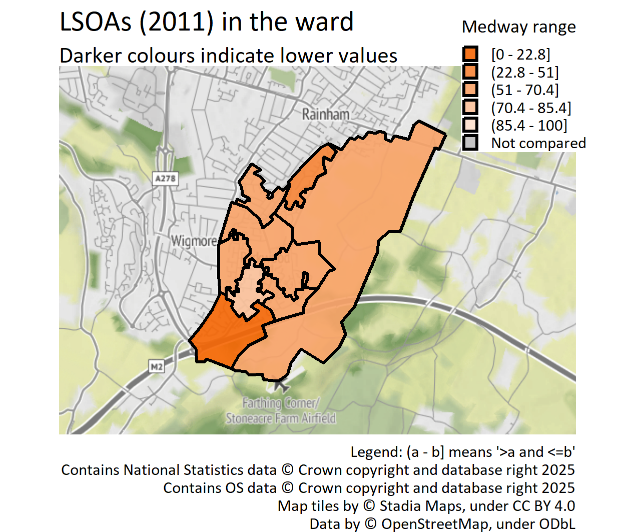 LSOAs (2011) in the ward
Darker colours indicate lower values
Medway range
[0 - 22.8]
(22.8 - 51]
(51 - 70.4]
(70.4 - 85.4]
(85.4 - 100]
Not compared
Rainham
A278
Wigmore
M2
Farthing Corner/
Stoneacre Farm Airfield
Legend: (a - b] means '>a and <=b'
Contains National Statistics data © Crown copyright and database right 2025
Contains OS data © Crown copyright and database right 2025
Map tiles by © Stadia Maps, under CC BY 4.0
Data by © OpenStreetMap, under ODbL